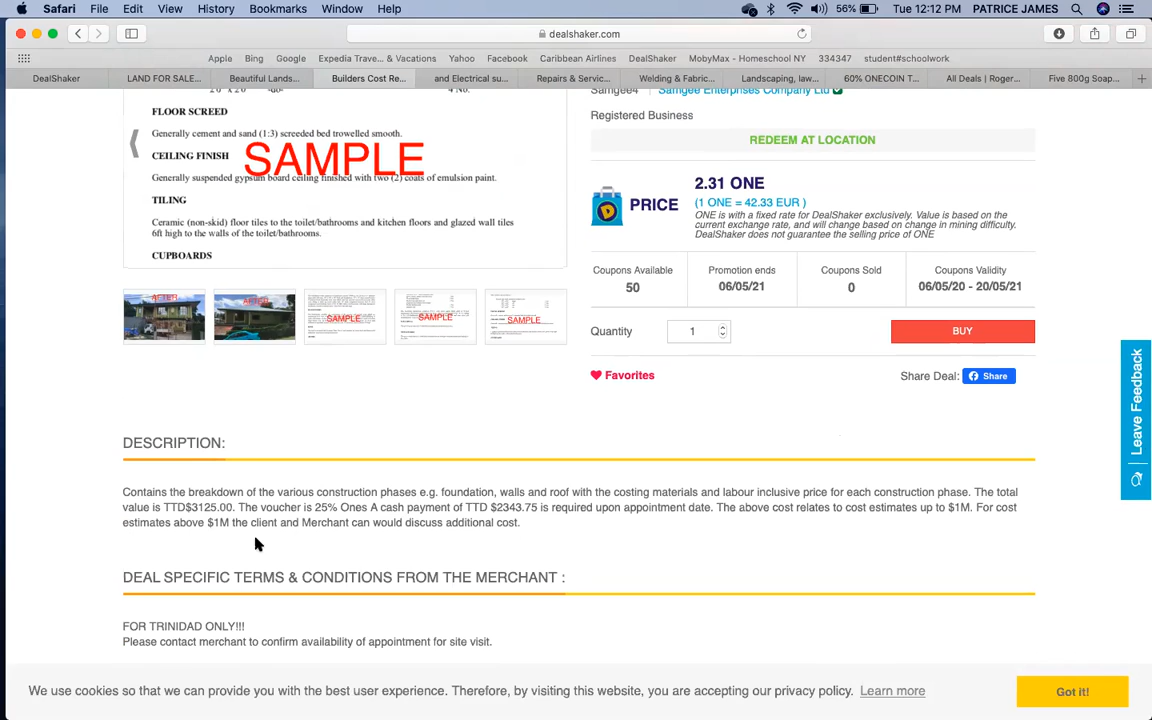 Safari File Edit View History Bookmarks Window Help 56% Tue 12:12 PM PATRICE JAMES
dealshaker.com
Apple Bing Google Expedia Trave... & Vacations Yahoo Facebook Caribbean Airlines DealShaker MobyMax - Homeschool NY 334347 student#schoolwork
DealShaker LAND FOR SALE... Beautiful Lands... Builders Cost Re... and Electrical su... Repairs & Servic... Welding & Fabric... Landscaping, law... 60% ONECOIN T... All Deals | Roger... Five 800g Soap...
4 No.
FLOOR SCREED
Generally cement and sand (1:3) screeded bed trowelled smooth.
CEILING FINISH
SAMPLE
Generally suspended gypsum board ceiling finished with two (2) coats of emulsion paint.
TILING
Ceramic (non-skid) floor tiles to the toilet/bathrooms and kitchen floors and glazed wall tiles
6ft high to the walls of the toilet/bathrooms.
CUPBOARDS
AFTER AFTER SAMPLE SAMPLE SAMPLE
Samgee4 Samgee Enterprises Company Ltd
Registered Business
REDEEM AT LOCATION
PRICE
2.31 ONE
(1 ONE = 42.33 EUR )
ONE is with a fixed rate for DealShaker exclusively. Value is based on the
current exchange rate, and will change based on change in mining difficulty.
DealShaker does not guarantee the selling price of ONE
Coupons Available Promotion ends Coupons Sold Coupons Validity
50 06/05/21 0 06/05/20 - 20/05/21
Quantity 1 BUY
Favorites Share Deal: Share
Leave Feedback
DESCRIPTION:
Contains the breakdown of the various construction phases e.g. foundation, walls and roof with the costing materials and labour inclusive price for each construction phase. The total
value is TTD$3125.00. The voucher is 25% Ones A cash payment of TTD $2343.75 is required upon appointment date. The above cost relates to cost estimates up to $1M. For cost
estimates above $1M the client and Merchant can would discuss additional cost.
DEAL SPECIFIC TERMS & CONDITIONS FROM THE MERCHANT :
FOR TRINIDAD ONLY!!!
Please contact merchant to confirm availability of appointment for site visit.
We use cookies so that we can provide you with the best user experience. Therefore, by visiting this website, you are accepting our privacy policy. Learn more Got it!